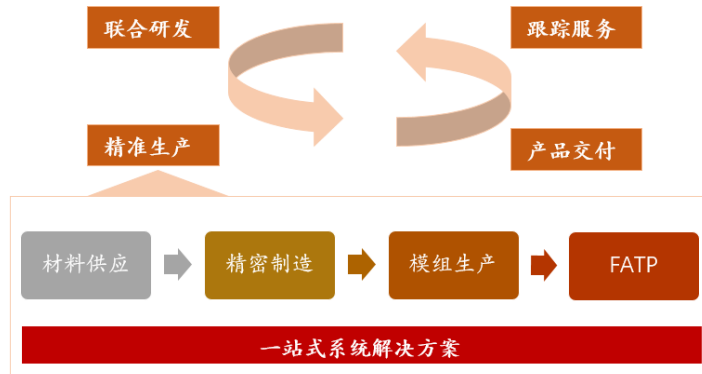 联合研发
跟踪服务
精准生产
产品交付
材料供应
精密制造
模组生产
FATP
一站式系统解决方案